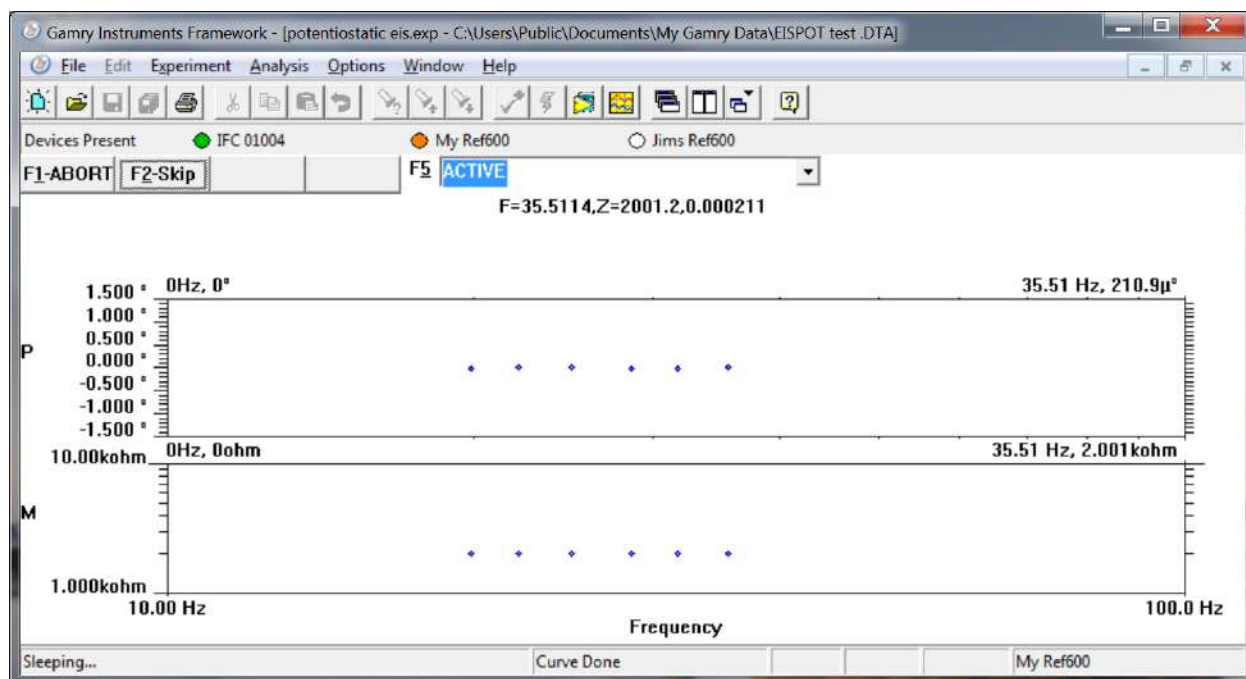 Gamry Instruments Framework - [potentiostatic eis.exp - C:\Users\Public\Documents\My Gamry Data\EISPOT test .DTA]
File Edit Experiment Analysis Options Window Help
Devices Present IFC 01004 My Ref600 Jims Ref600
F1-ABORT F2-Skip F5 ACTIVE
F=35.5114,Z=2001.2,0.000211
0Hz, 0° 35.51 Hz, 210.9µ°
1.500 °
1.000 °
0.500 °
P
0.000 °
-0.500 °
-1.000 °
-1.500 °
0Hz, 0ohm 35.51 Hz, 2.001kohm
10.00kohm
M
1.000kohm
10.00 Hz 100.0 Hz
Frequency
Sleeping... Curve Done My Ref600